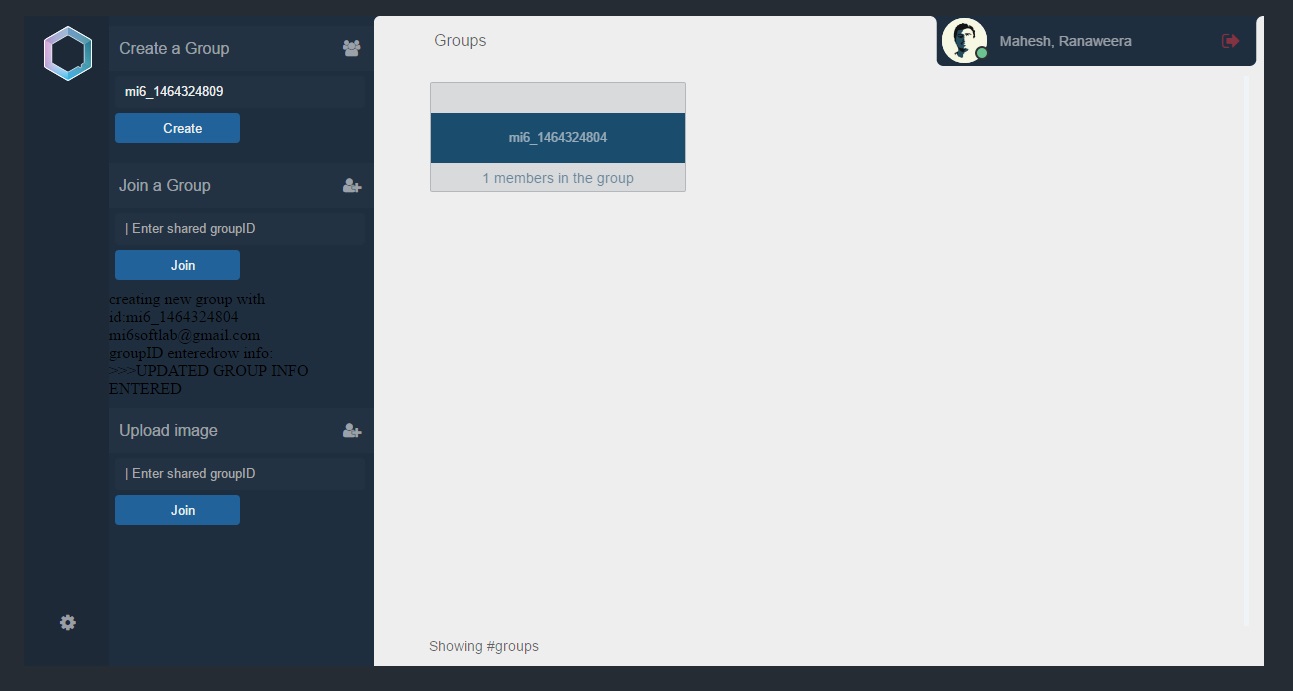 Create a Group
mi6_1464324809
Create
Join a Group
| Enter shared groupID
Join
creating new group with
id:mi6_1464324804
mi6softlab@gmail.com
groupID enteredrow info:
>>>UPDATED GROUP INFO
ENTERED
Upload image
| Enter shared groupID
Join
Groups
Mahesh, Ranaweera
mi6_1464324804
1 members in the group
Showing #groups